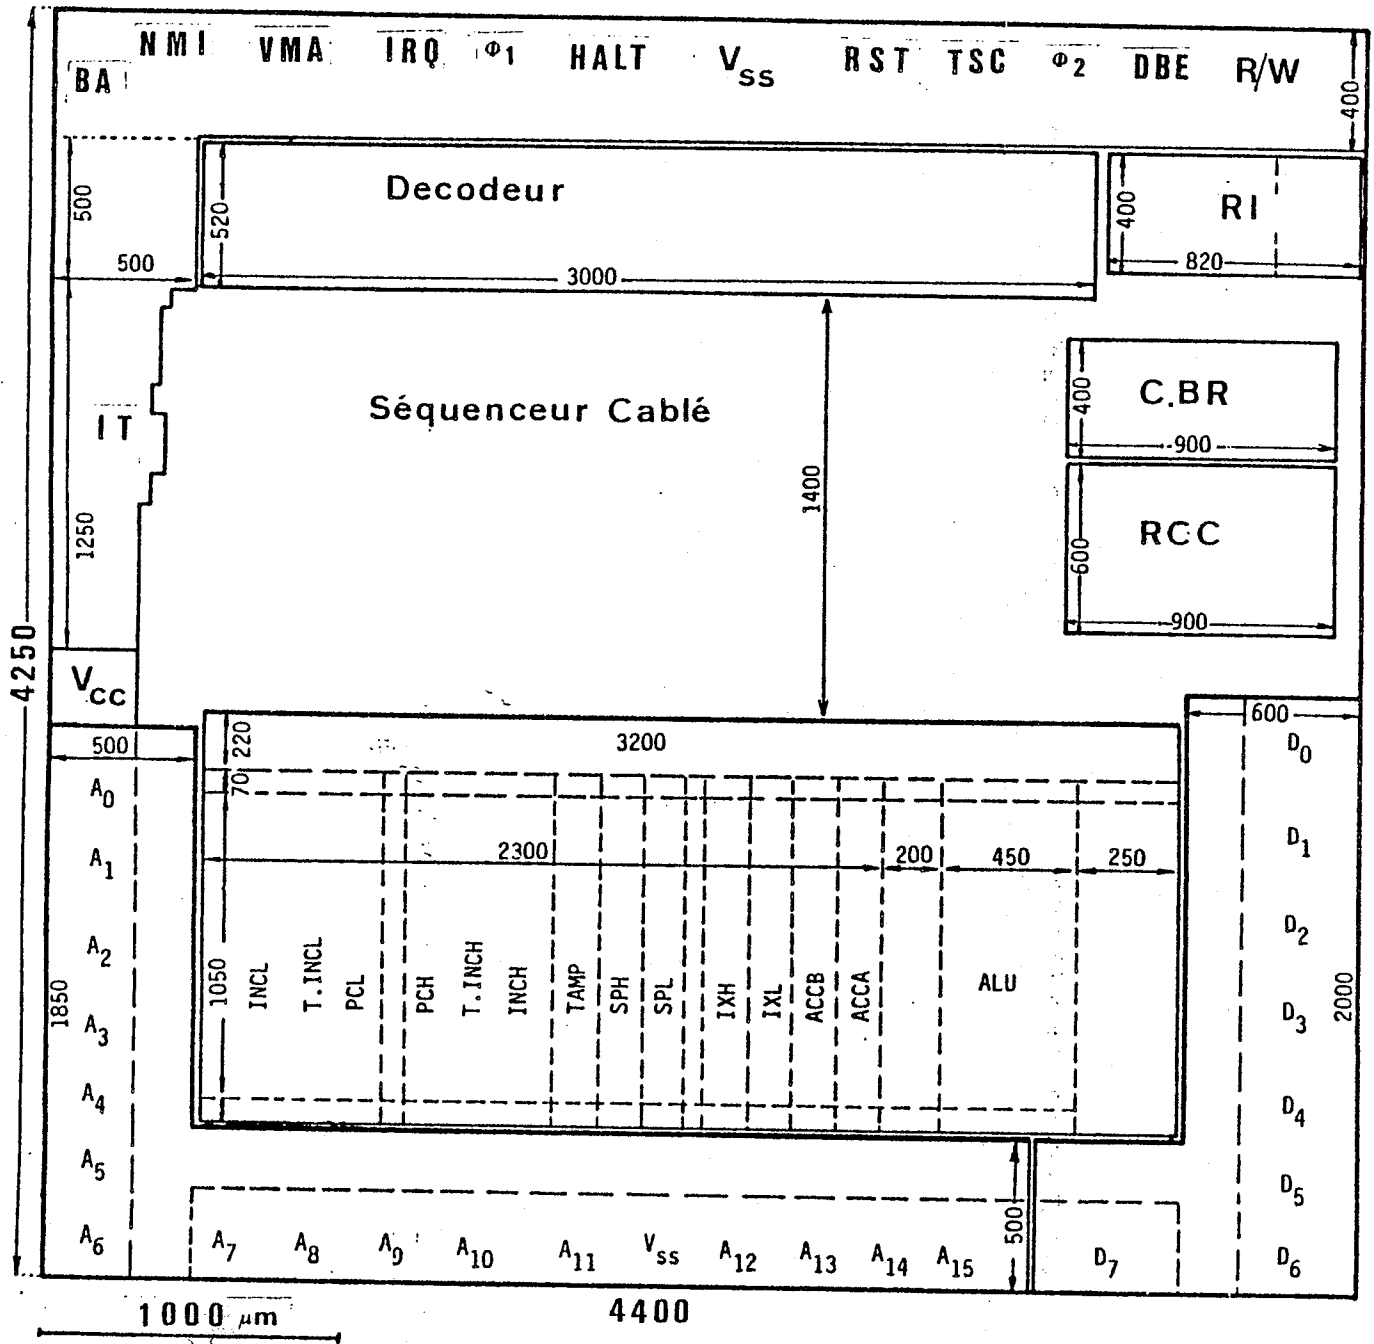 NMI VMA IRQ Φ1 HALT VSS RST TSC Φ2 DBE R/W
BA
400
500
Decodeur
520
3000
400
RI
820
500
IT
1250
Séquenceur Cablé
1400
400
C.BR
900
600
RCC
900
4250
VCC
500
220
3200
600
70
A0
D0
A1
2300
200
450
250
D1
A2
D2
1850
1050
INCL
T.INCL
PCL
PCH
T.INCH
INCH
TAMP
SPH
SPL
IXH
IXL
ACCB
ACCA
ALU
2000
A3
D3
A4
D4
A5
D5
500
A6 A7 A8 A9 A10 A11 VSS A12 A13 A14 A15 D7 D6
1000 μm
4400